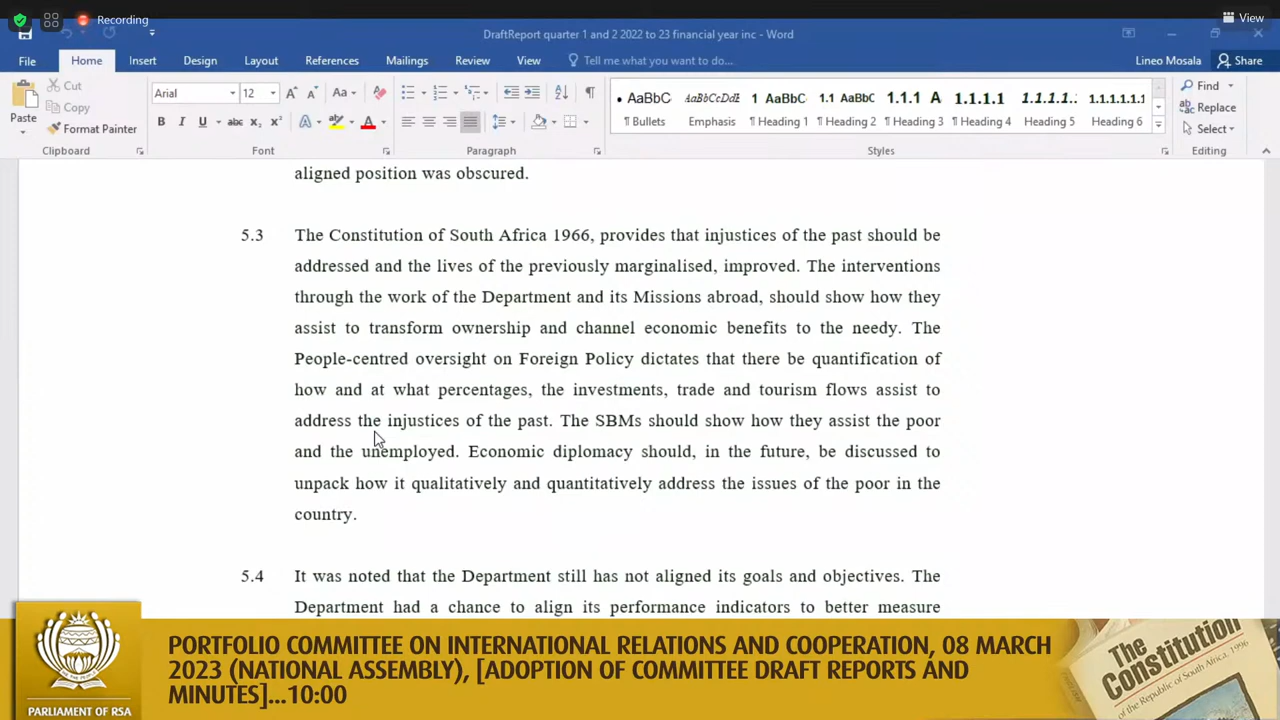 Recording
View
DraftReport quarter 1 and 2 2022 to 23 financial year inc - Word
File
Home
Insert
Design
Layout
References
Mailings
Review
View
Tell me what you want to do...
Lineo Mosala
Share
Paste
Cut
Copy
Format Painter
Clipboard
Arial
12
Font
Paragraph
AaBbC AaBbCcDdE 1 AaBbC 1.1 AaBbC 1.1.1 A 1.1.1.1 1.1.1.1. 1.1.1.1.1
¶ Bullets Emphasis ¶ Heading 1 ¶ Heading 2 ¶ Heading 3 ¶ Heading 4 ¶ Heading 5 ¶ Heading 6
Styles
Find
Replace
Select
Editing
aligned position was obscured.
5.3 The Constitution of South Africa 1966, provides that injustices of the past should be
addressed and the lives of the previously marginalised, improved. The interventions
through the work of the Department and its Missions abroad, should show how they
assist to transform ownership and channel economic benefits to the needy. The
People-centred oversight on Foreign Policy dictates that there be quantification of
how and at what percentages, the investments, trade and tourism flows assist to
address the injustices of the past. The SBMs should show how they assist the poor
and the unemployed. Economic diplomacy should, in the future, be discussed to
unpack how it qualitatively and quantitatively address the issues of the poor in the
country.
5.4 It was noted that the Department still has not aligned its goals and objectives. The
Department had a chance to align its performance indicators to better measure
PARLIAMENT OF RSA
PORTFOLIO COMMITTEE ON INTERNATIONAL RELATIONS AND COOPERATION, 08 MARCH
2023 (NATIONAL ASSEMBLY), [ADOPTION OF COMMITTEE DRAFT REPORTS AND
MINUTES]...10:00
The
Constitution
of the Republic of South Africa, 1996